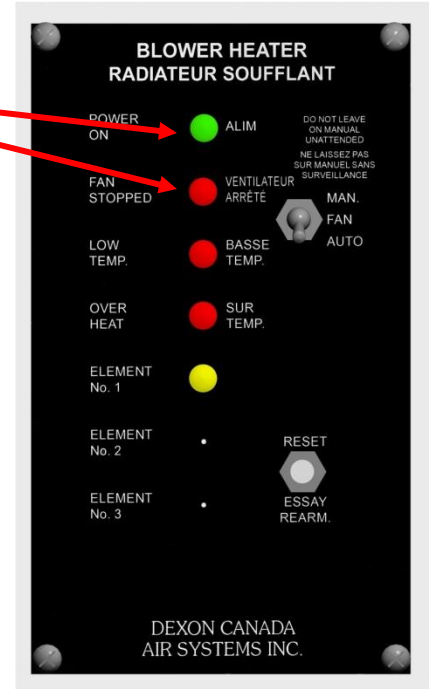 BLOWER HEATER
RADIATEUR SOUFFLANT
POWER
ON
ALIM
DO NOT LEAVE
ON MANUAL
UNATTENDED
NE LAISSEZ PAS
SUR MANUEL SANS
SURVEILLANCE
FAN
STOPPED
VENTILATEUR
ARRÊTÉ
MAN.
FAN
AUTO
LOW
TEMP.
BASSE
TEMP.
OVER
HEAT
SUR
TEMP.
ELEMENT
No. 1
ELEMENT
No. 2
RESET
ELEMENT
No. 3
ESSAY
REARM.
DEXON CANADA
AIR SYSTEMS INC.